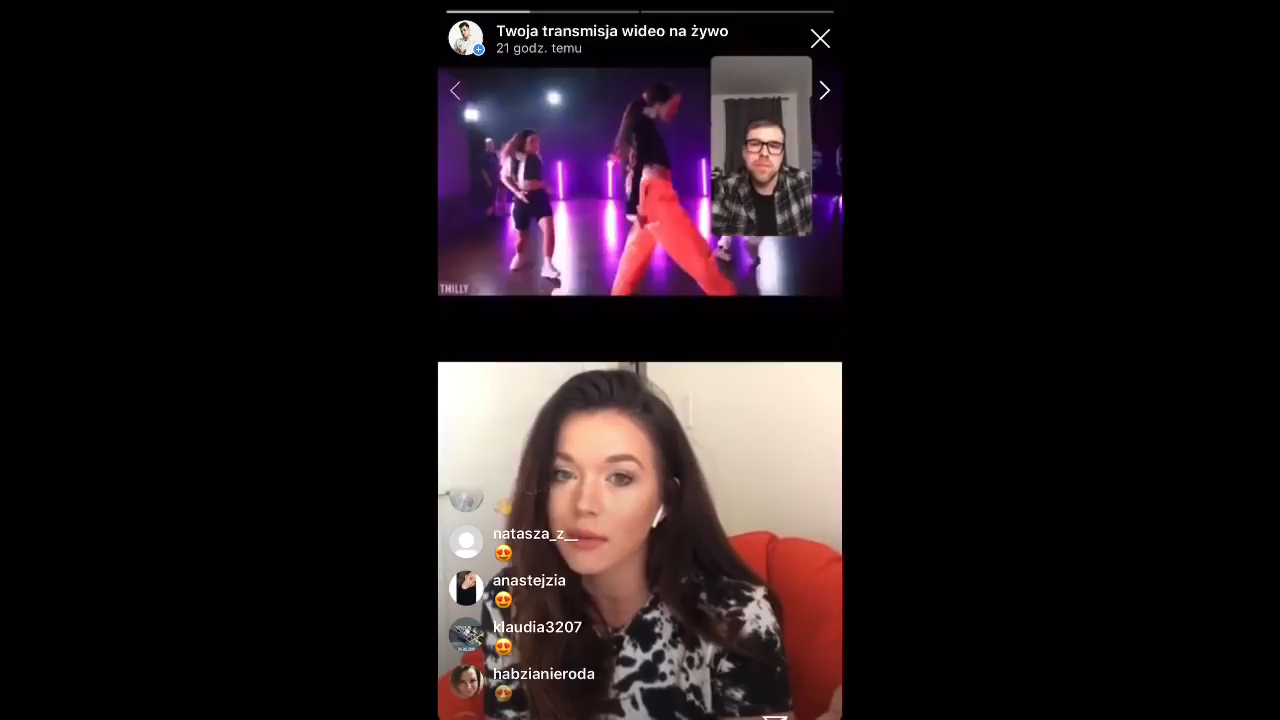 Twoja transmisja wideo na żywo
21 godz. temu
TMILLY
natasza_z__
anastejzia
klaudia3207
habzianieroda